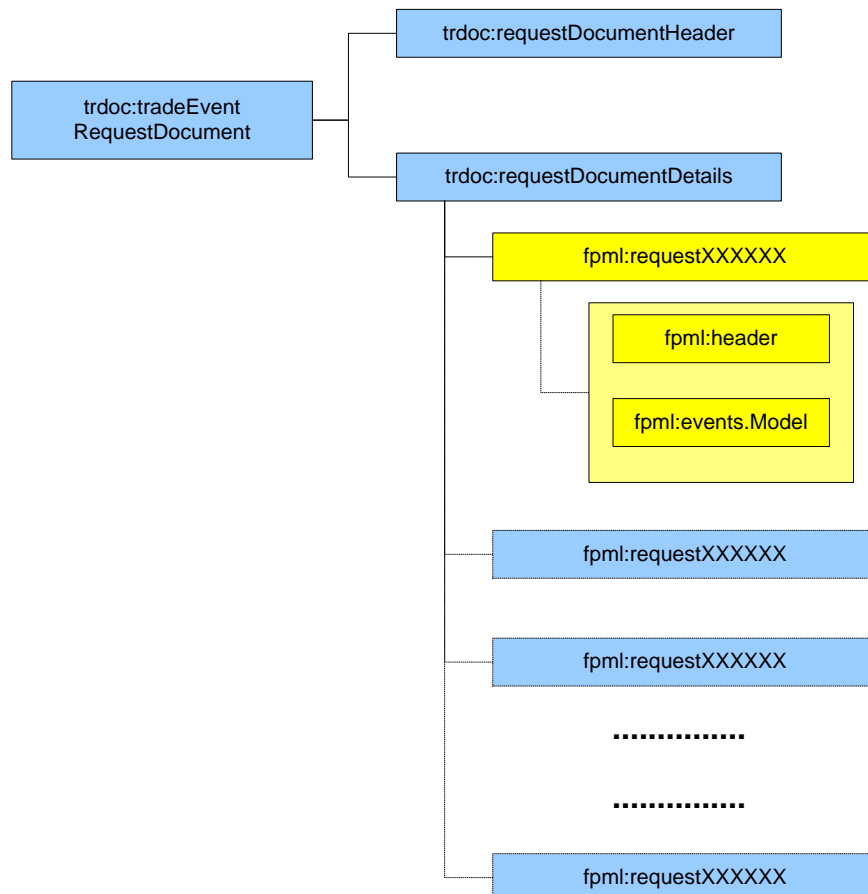 trdoc:requestDocumentHeader
trdoc:tradeEvent
RequestDocument
trdoc:requestDocumentDetails
fpml:requestXXXXXX
fpml:header
fpml:events.Model
fpml:requestXXXXXX
fpml:requestXXXXXX
...............
...............
fpml:requestXXXXXX